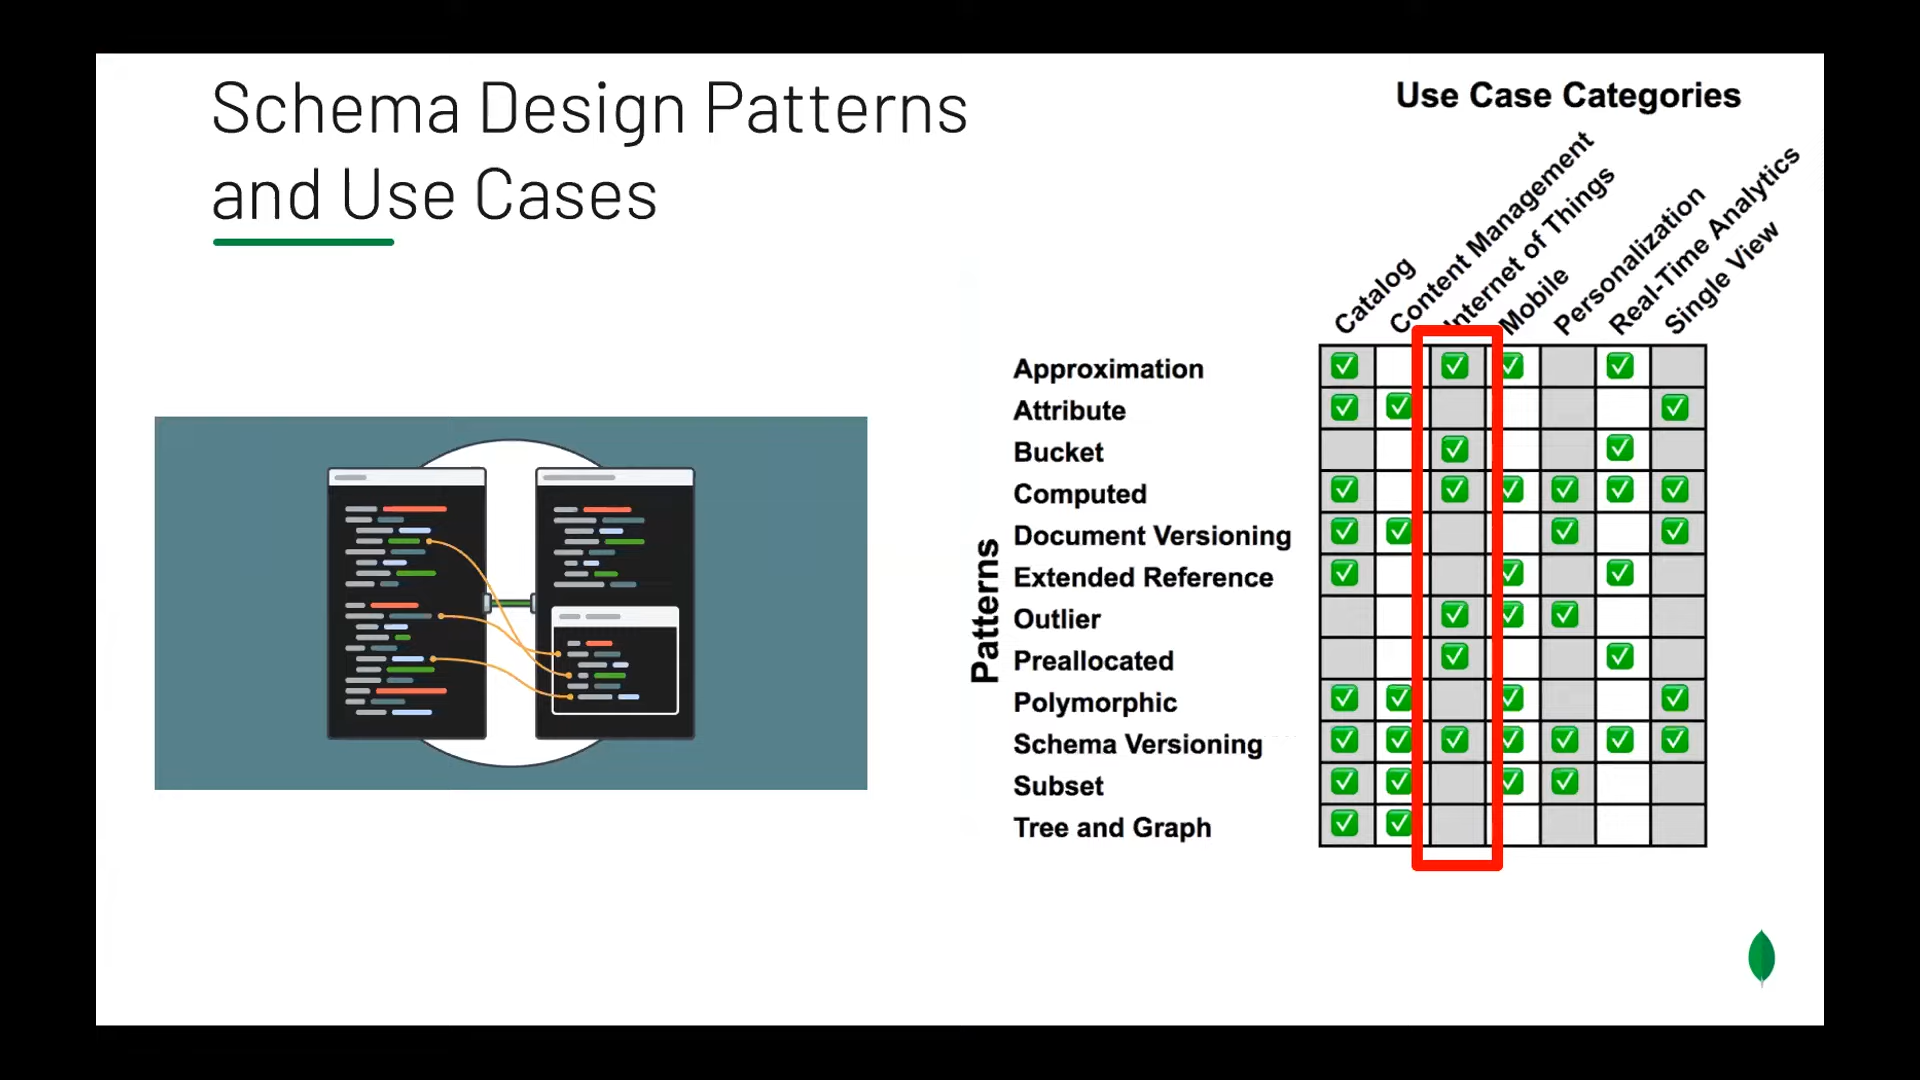 Schema Design Patterns
and Use Cases
Use Case Categories
Catalog
Content Management
Internet of Things
Mobile
Personalization
Real-Time Analytics
Single View
Patterns
Approximation
Attribute
Bucket
Computed
Document Versioning
Extended Reference
Outlier
Preallocated
Polymorphic
Schema Versioning
Subset
Tree and Graph